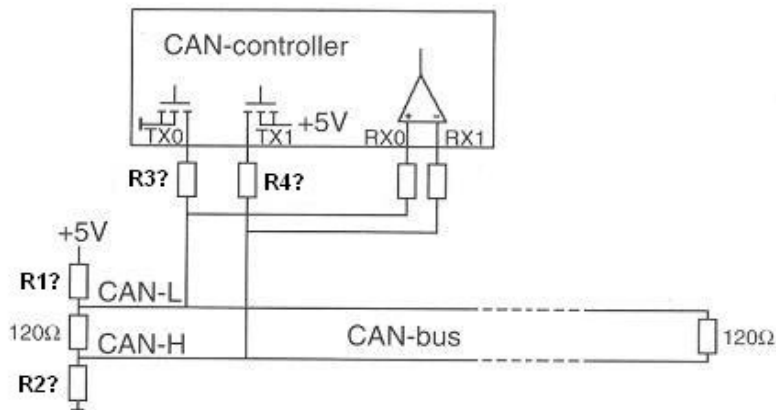 CAN-controller
TX0 TX1 +5V RX0 RX1
+ -
R3? R4?
+5V
R1? CAN-L
120Ω CAN-H CAN-bus 120Ω
R2?